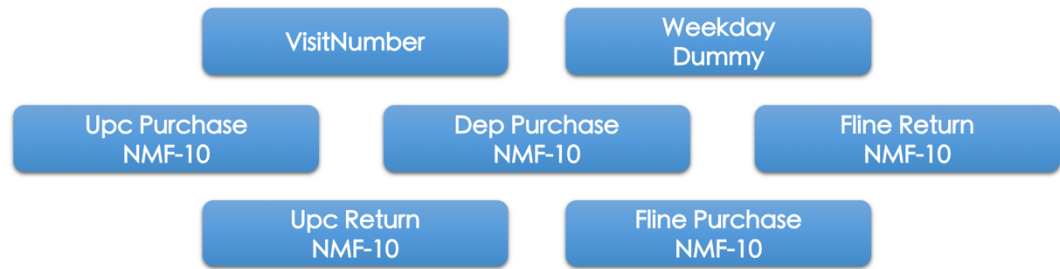 VisitNumber
Weekday
Dummy
Upc Purchase
NMF-10
Dep Purchase
NMF-10
Fline Return
NMF-10
Upc Return
NMF-10
Fline Purchase
NMF-10